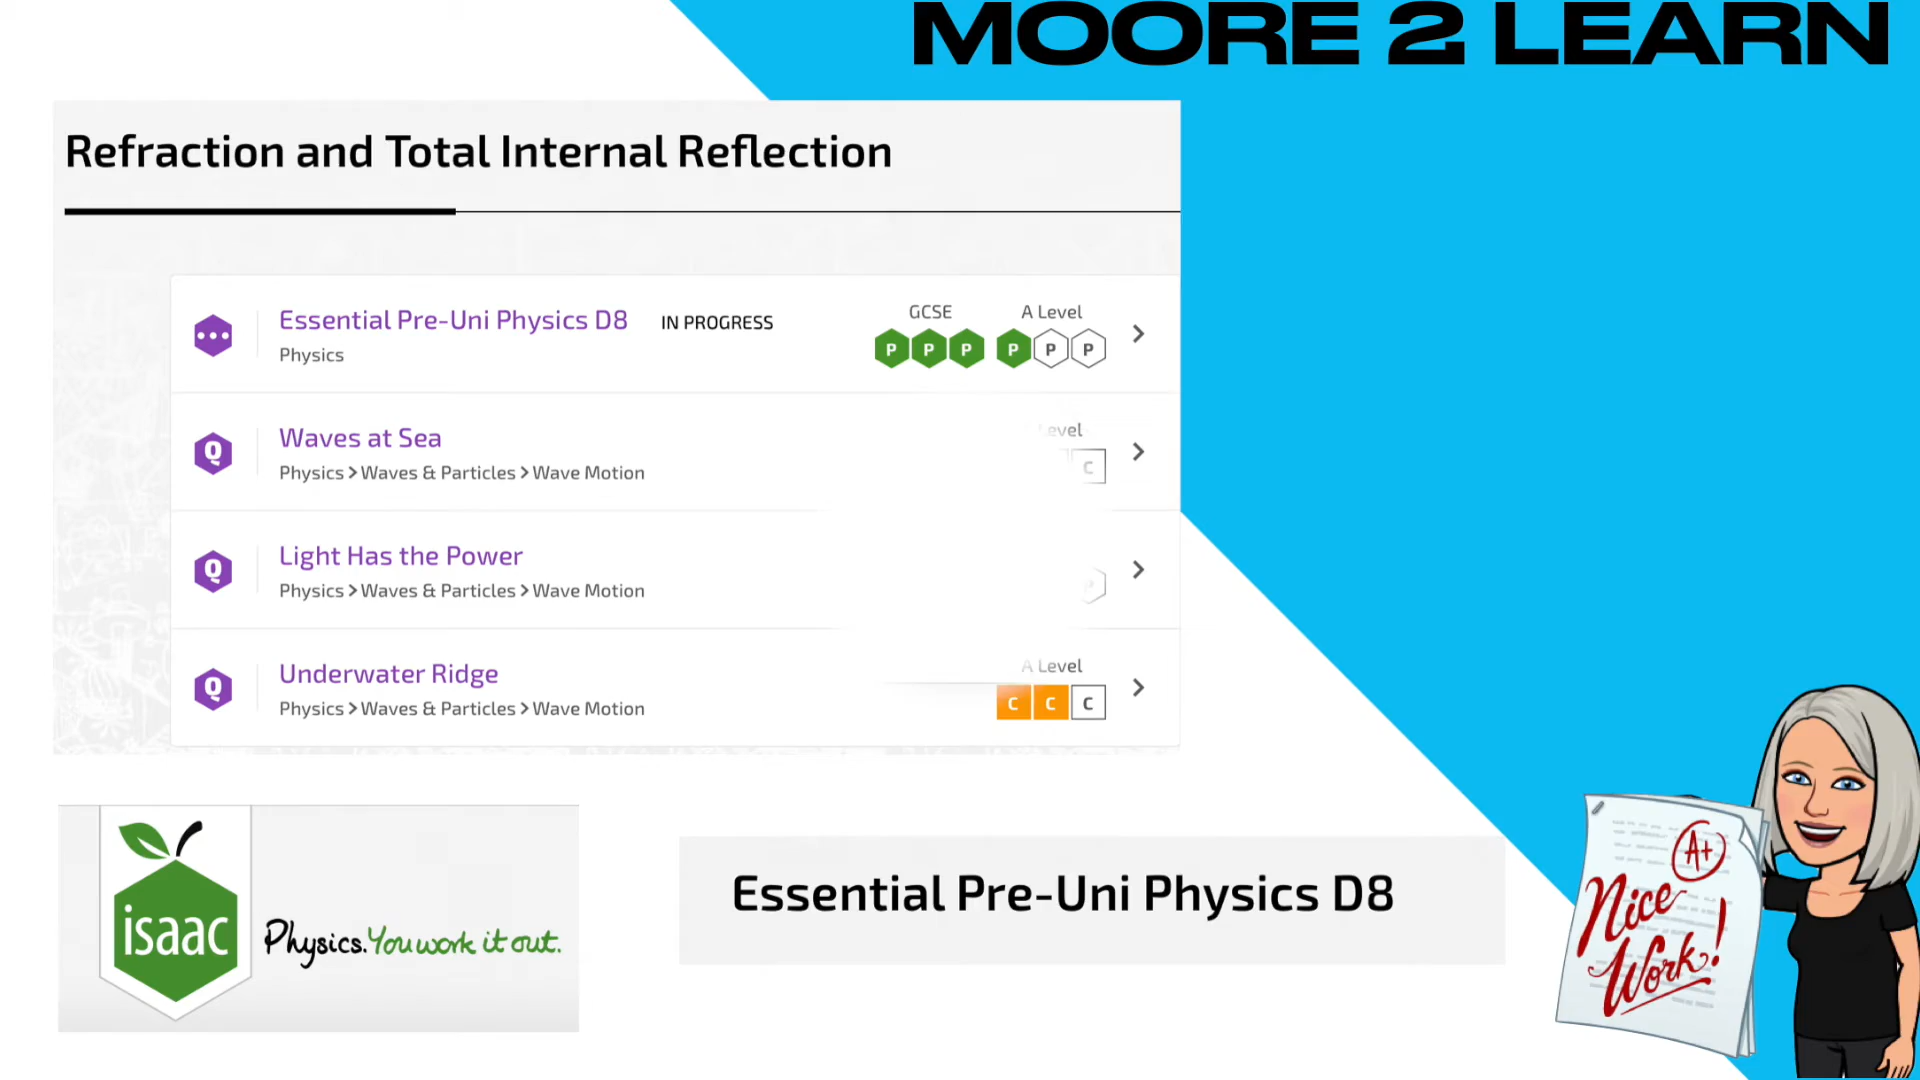 MOORE 2 LEARN
Refraction and Total Internal Reflection
Essential Pre-Uni Physics D8 IN PROGRESS
Physics
GCSE A Level
P P P P P P
Waves at Sea
Physics > Waves & Particles > Wave Motion
Level
C
Light Has the Power
Physics > Waves & Particles > Wave Motion
Underwater Ridge
Physics > Waves & Particles > Wave Motion
A Level
C C C
isaac
Physics. You work it out.
Essential Pre-Uni Physics D8
A+
Nice
Work!